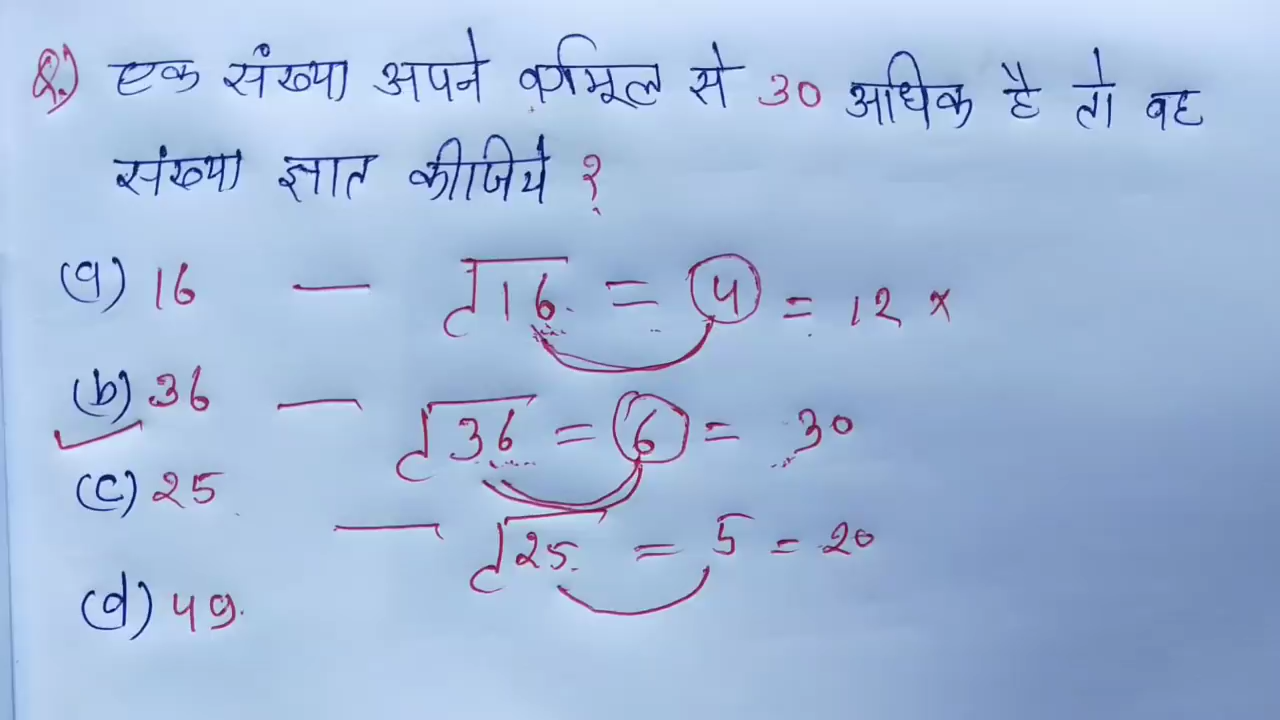 Q.) एक संख्या अपने वर्गमूल से 30 अधिक है तो वह
संख्या ज्ञात कीजिये ?
(a) 16 — √16 = 4 = 12 ×
(b) 36 — √36 = 6 = 30
(c) 25 — √25 = 5 = 20
(d) 49.